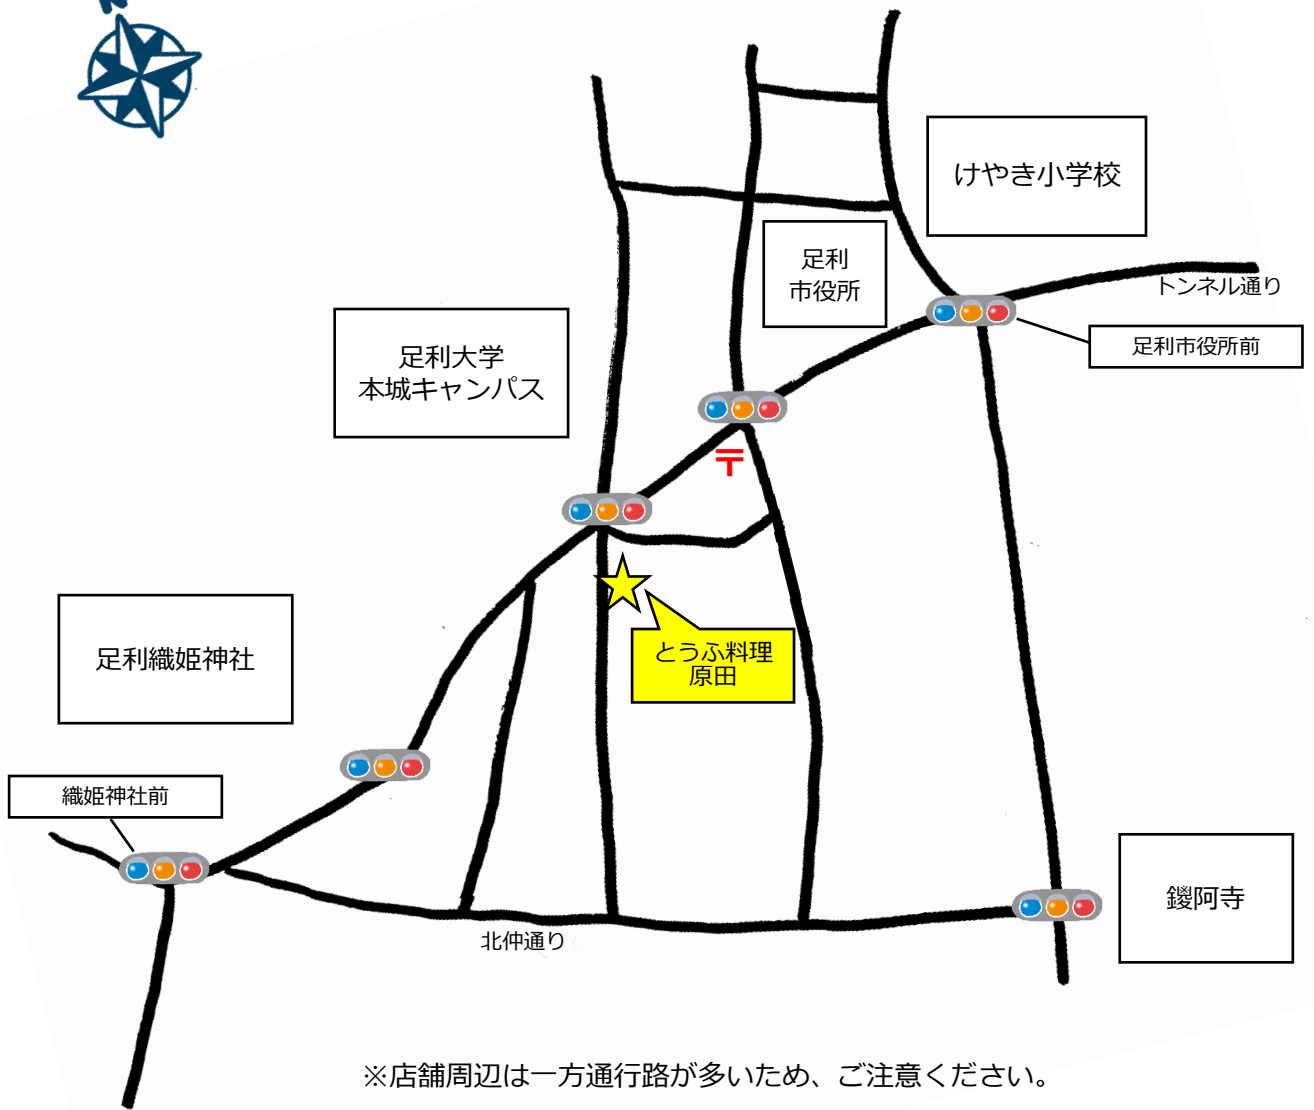 N
けやき小学校
足利
市役所
トンネル通り
足利市役所前
足利大学
本城キャンパス
〒
とうふ料理
原田
足利織姫神社
織姫神社前
鑁阿寺
北仲通り
※店舗周辺は一方通行路が多いため、ご注意ください。